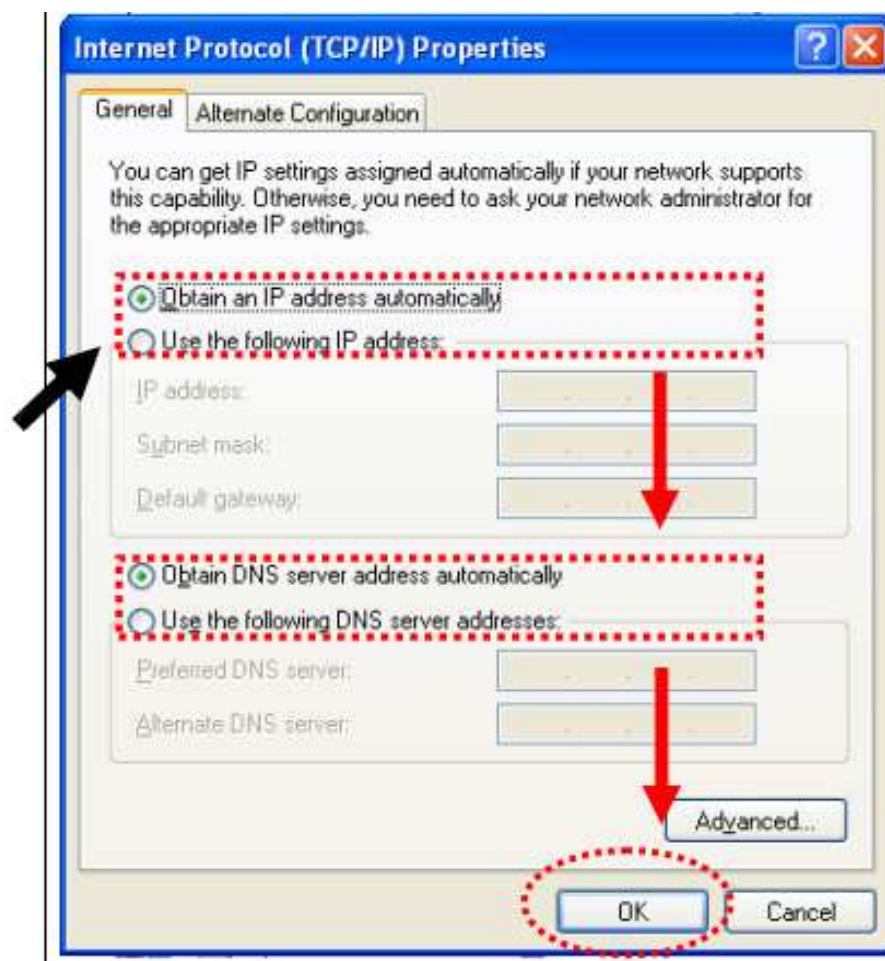 Internet Protocol (TCP/IP) Properties
General
Alternate Configuration
You can get IP settings assigned automatically if your network supports
this capability. Otherwise, you need to ask your network administrator for
the appropriate IP settings.
Obtain an IP address automatically
Use the following IP address:
IP address:
Subnet mask:
Default gateway:
Obtain DNS server address automatically
Use the following DNS server addresses:
Preferred DNS server:
Alternate DNS server:
Advanced...
OK
Cancel